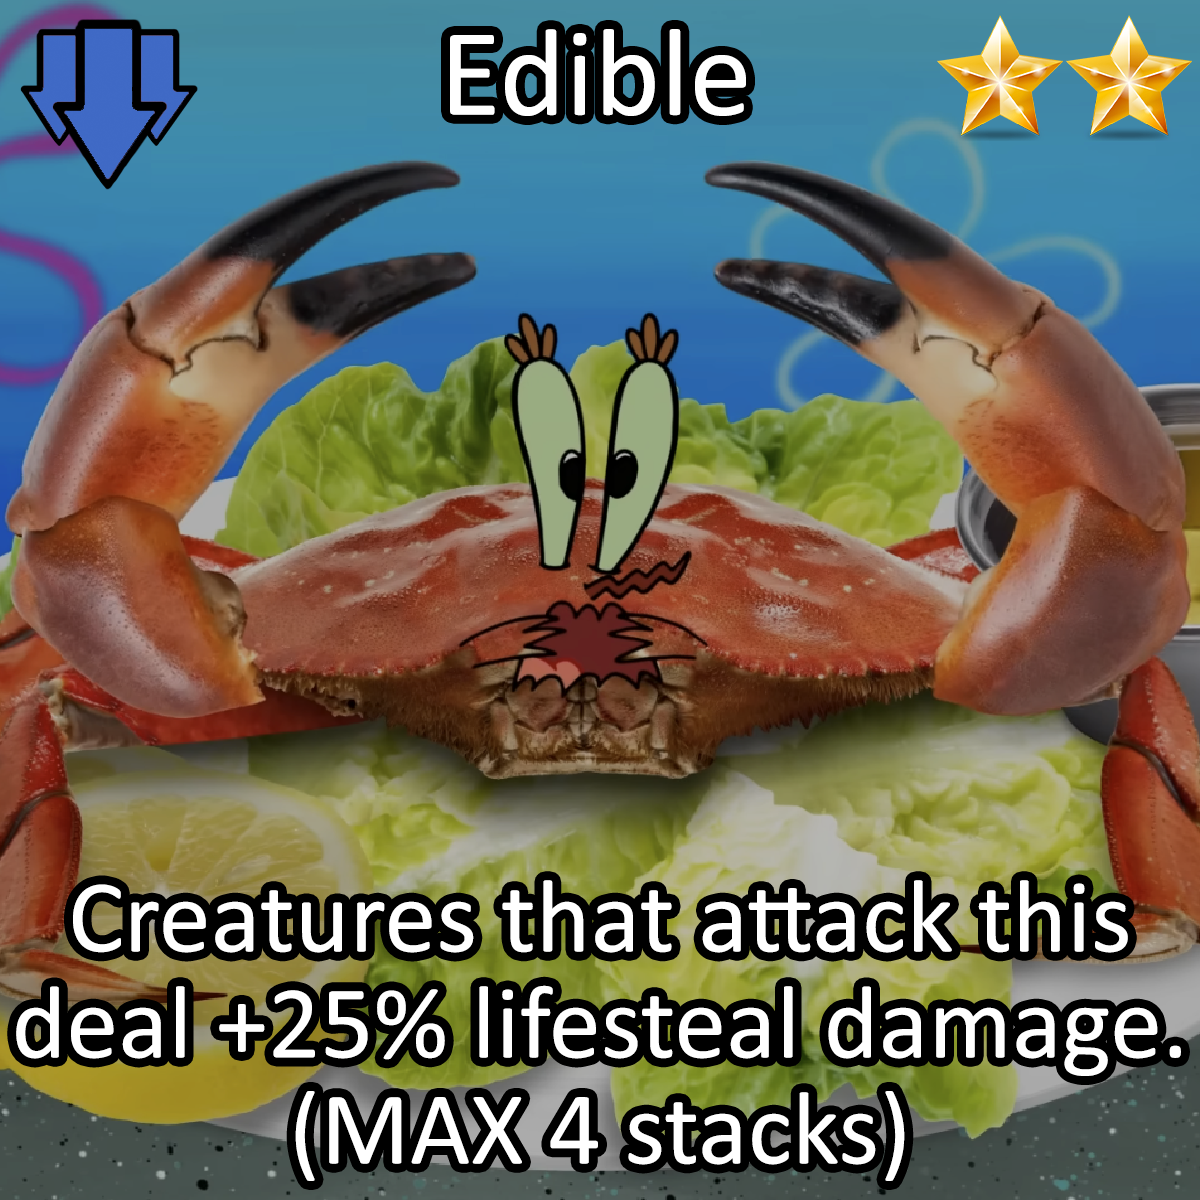 Edible
Creatures that attack this
deal +25% lifesteal damage.
(MAX 4 stacks)